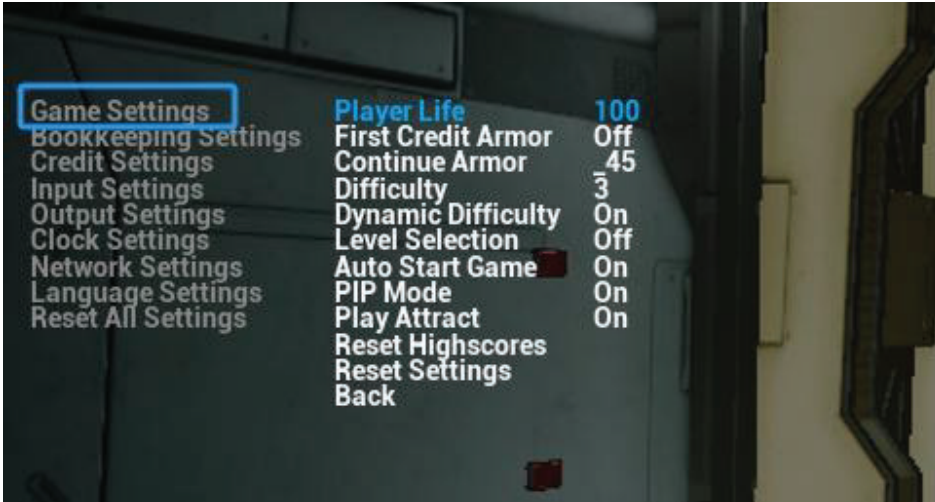 Game Settings
Bookkeeping Settings
Credit Settings
Input Settings
Output Settings
Clock Settings
Network Settings
Language Settings
Reset All Settings
Player Life 100
First Credit Armor Off
Continue Armor _45
Difficulty 3
Dynamic Difficulty On
Level Selection Off
Auto Start Game On
PIP Mode On
Play Attract On
Reset Highscores
Reset Settings
Back